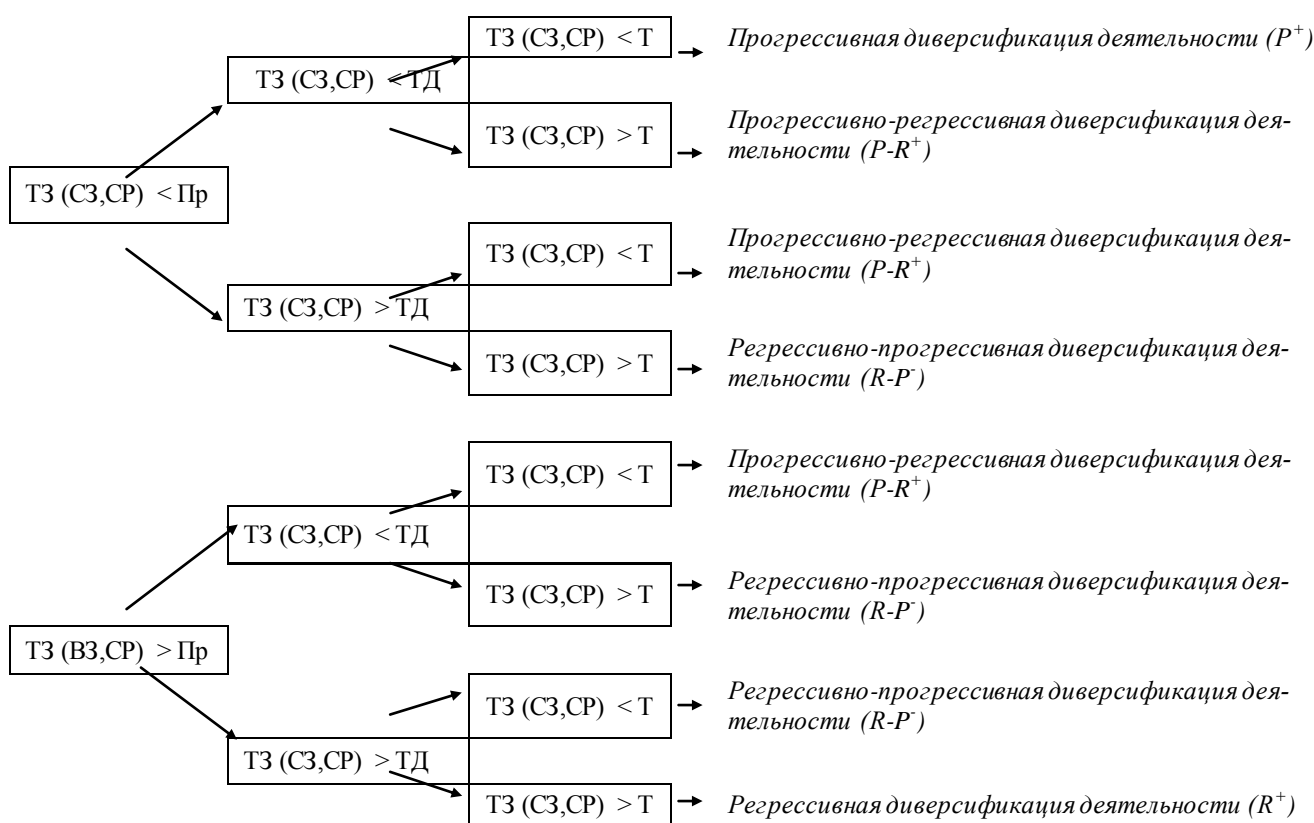 ТЗ (СЗ,СР) < Т
Прогрессивная диверсификация деятельности (P⁺)
ТЗ (СЗ,СР) < ТД
ТЗ (СЗ,СР) > Т
Прогрессивно-регрессивная диверсификация дея-
тельности (P-R⁺)
ТЗ (СЗ,СР) < Пр
ТЗ (СЗ,СР) < Т
Прогрессивно-регрессивная диверсификация дея-
тельности (P-R⁺)
ТЗ (СЗ,СР) > ТД
ТЗ (СЗ,СР) > Т
Регрессивно-прогрессивная диверсификация дея-
тельности (R-P⁻)
ТЗ (СЗ,СР) < Т
Прогрессивно-регрессивная диверсификация дея-
тельности (P-R⁺)
ТЗ (СЗ,СР) < ТД
ТЗ (СЗ,СР) > Т
Регрессивно-прогрессивная диверсификация дея-
тельности (R-P⁻)
ТЗ (ВЗ,СР) > Пр
ТЗ (СЗ,СР) < Т
Регрессивно-прогрессивная диверсификация дея-
тельности (R-P⁻)
ТЗ (СЗ,СР) > ТД
ТЗ (СЗ,СР) > Т
Регрессивная диверсификация деятельности (R⁺)